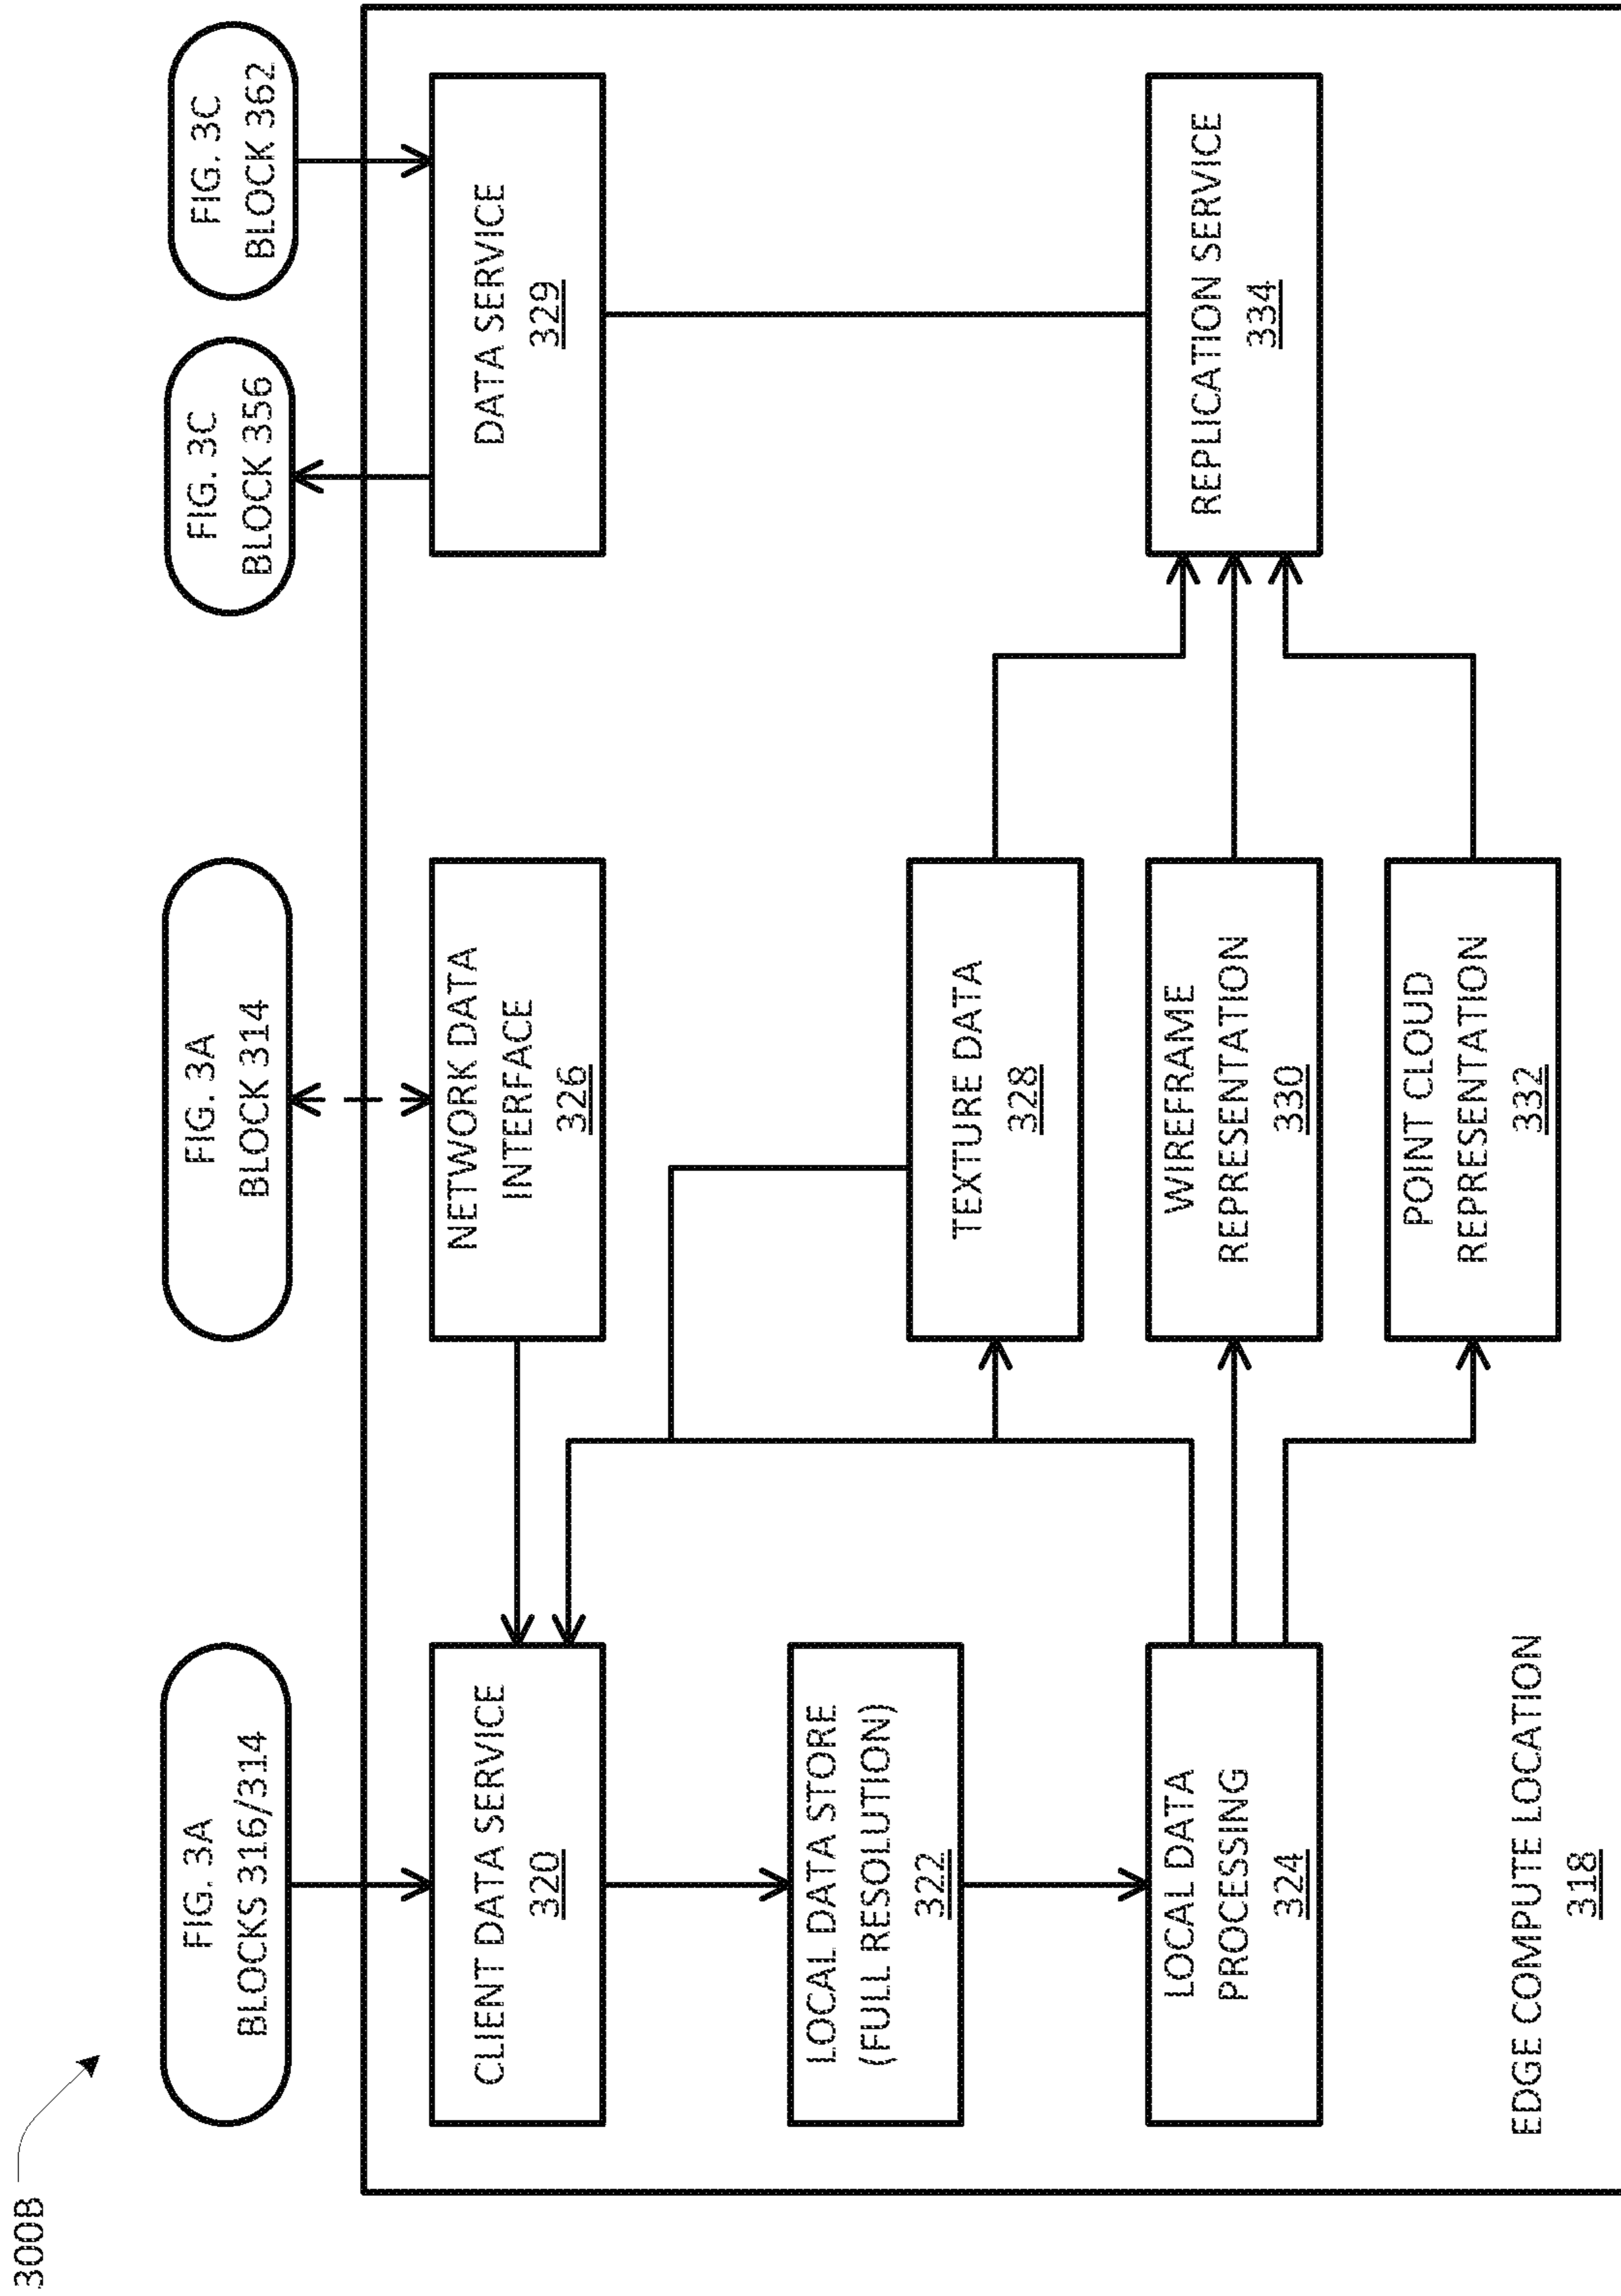 300B
FIG. 3A
BLOCKS 316/314
FIG. 3A
BLOCK 314
FIG. 3C
BLOCK 356
FIG. 3C
BLOCK 362
CLIENT DATA SERVICE
320
NETWORK DATA
INTERFACE
326
DATA SERVICE
329
LOCAL DATA STORE
(FULL RESOLUTION)
322
TEXTURE DATA
328
LOCAL DATA
PROCESSING
324
WIREFRAME
REPRESENTATION
330
REPLICATION SERVICE
334
POINT CLOUD
REPRESENTATION
332
EDGE COMPUTE LOCATION
318